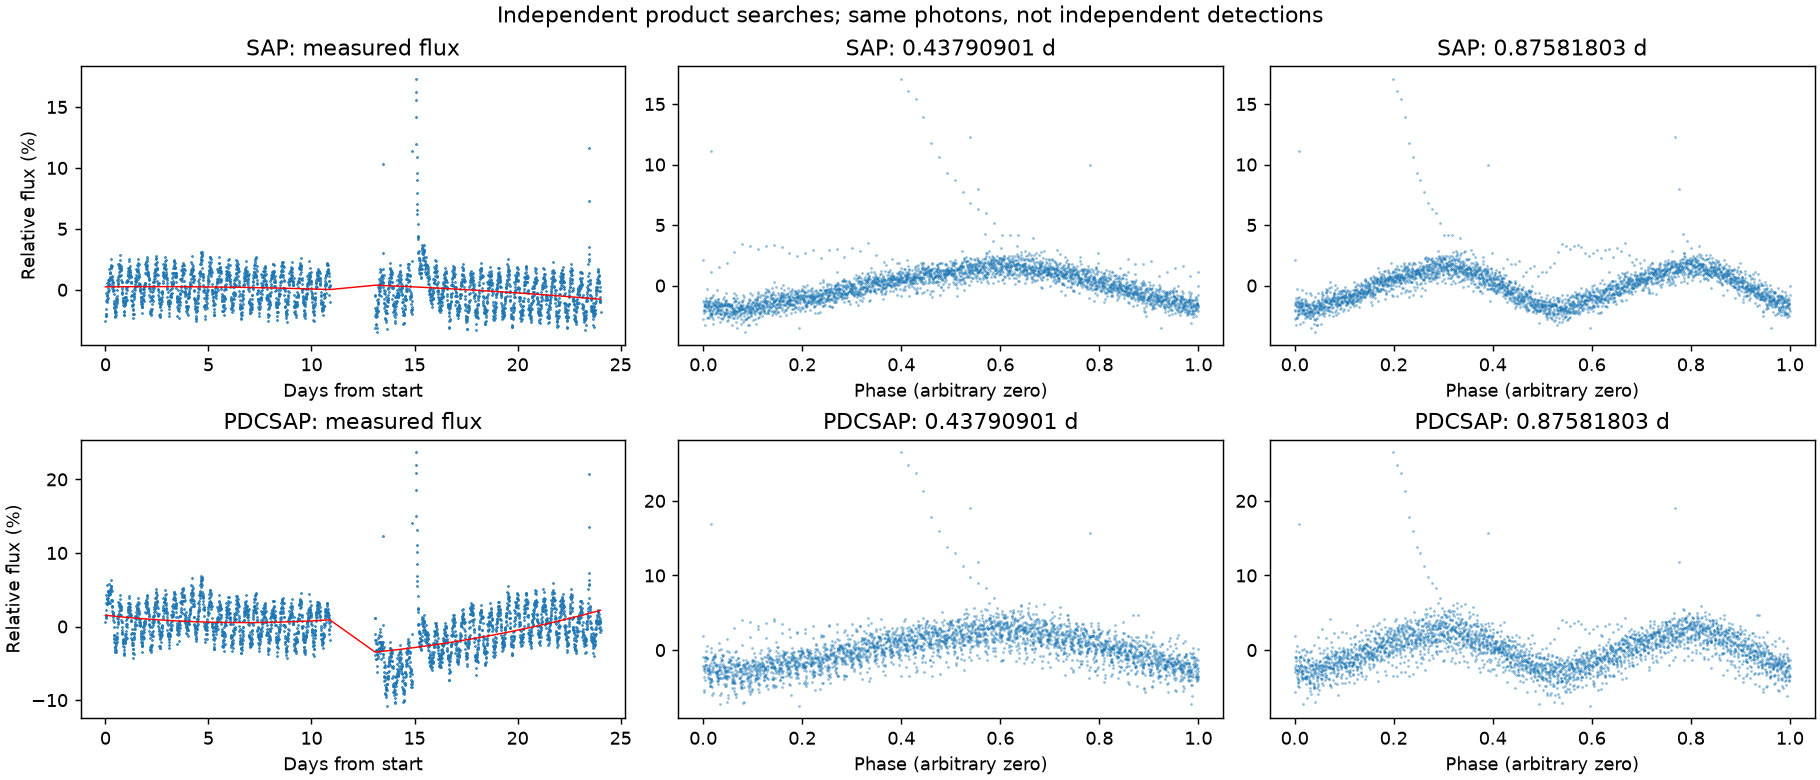 Independent product searches; same photons, not independent detections
SAP: measured flux
Relative flux (%)
15
10
5
0
0 5 10 15 20 25
Days from start
SAP: 0.43790901 d
15
10
5
0
0.0 0.2 0.4 0.6 0.8 1.0
Phase (arbitrary zero)
SAP: 0.87581803 d
15
10
5
0
0.0 0.2 0.4 0.6 0.8 1.0
Phase (arbitrary zero)
PDCSAP: measured flux
Relative flux (%)
20
10
0
−10
0 5 10 15 20 25
Days from start
PDCSAP: 0.43790901 d
20
10
0
0.0 0.2 0.4 0.6 0.8 1.0
Phase (arbitrary zero)
PDCSAP: 0.87581803 d
20
10
0
0.0 0.2 0.4 0.6 0.8 1.0
Phase (arbitrary zero)